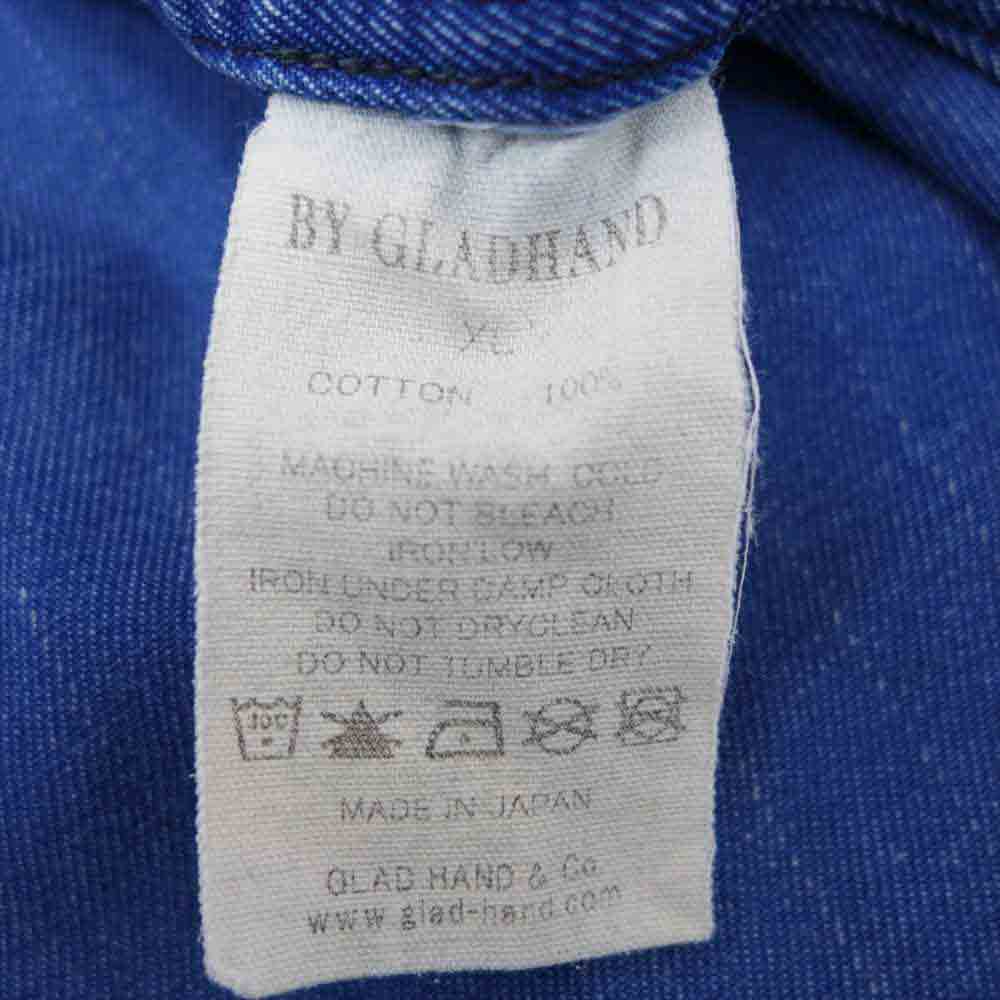 BY GLADHAND
XL
COTTON 100%
MACHINE WASH COLD
DO NOT BLEACH
IRON LOW
IRON UNDER DAMP CLOTH
DO NOT DRYCLEAN
DO NOT TUMBLE DRY
MADE IN JAPAN
GLAD HAND & Co.
www.glad-hand.com